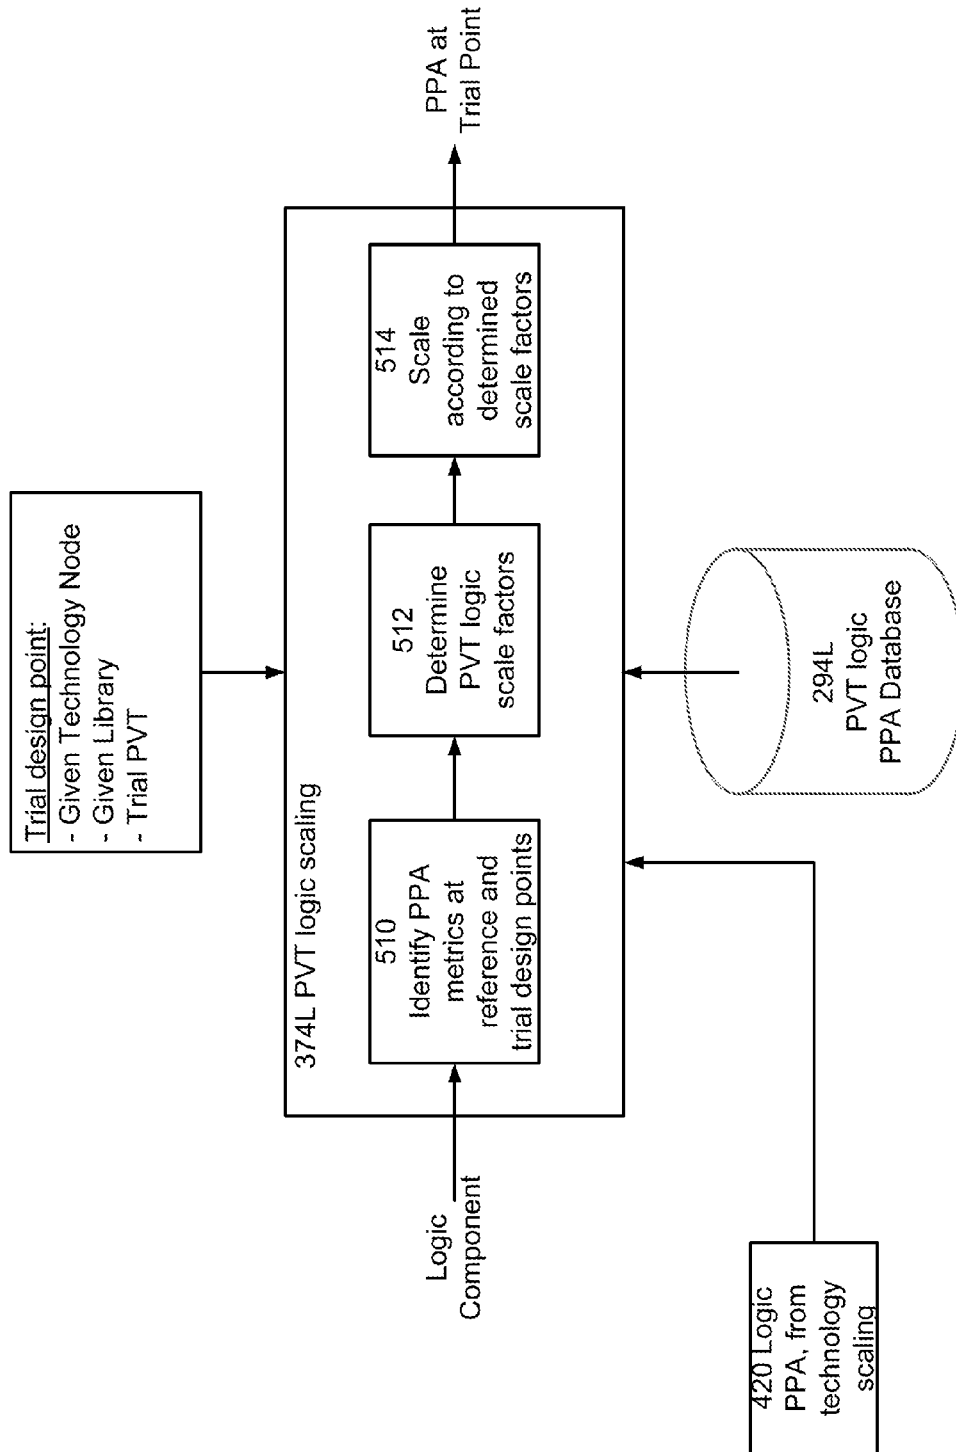 Trial design point:
- Given Technology Node
- Given Library
- Trial PVT
374L PVT logic scaling
Logic
Component
510
Identify PPA
metrics at
reference and
trial design points
512
Determine
PVT logic
scale factors
514
Scale
according to
determined
scale factors
PPA at
Trial Point
420 Logic
PPA, from
technology
scaling
294L
PVT logic
PPA Database